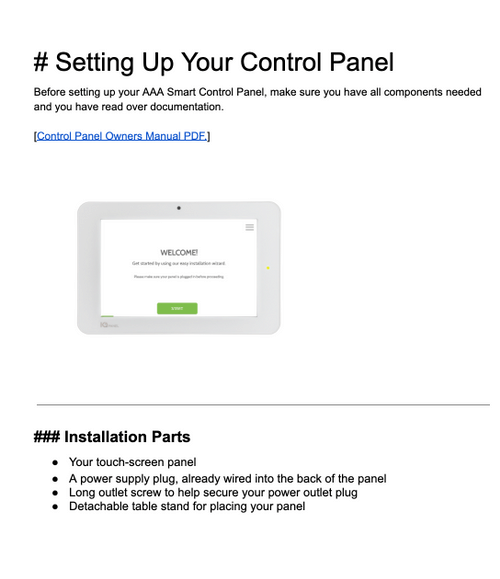 # Setting Up Your Control Panel
Before setting up your AAA Smart Control Panel, make sure you have all components needed
and you have read over documentation.
[Control Panel Owners Manual PDF.]
WELCOME!
Get started by using our easy installation wizard.
Please make sure your panel is plugged in before proceeding.
START
### Installation Parts
● Your touch-screen panel
● A power supply plug, already wired into the back of the panel
● Long outlet screw to help secure your power outlet plug
● Detachable table stand for placing your panel